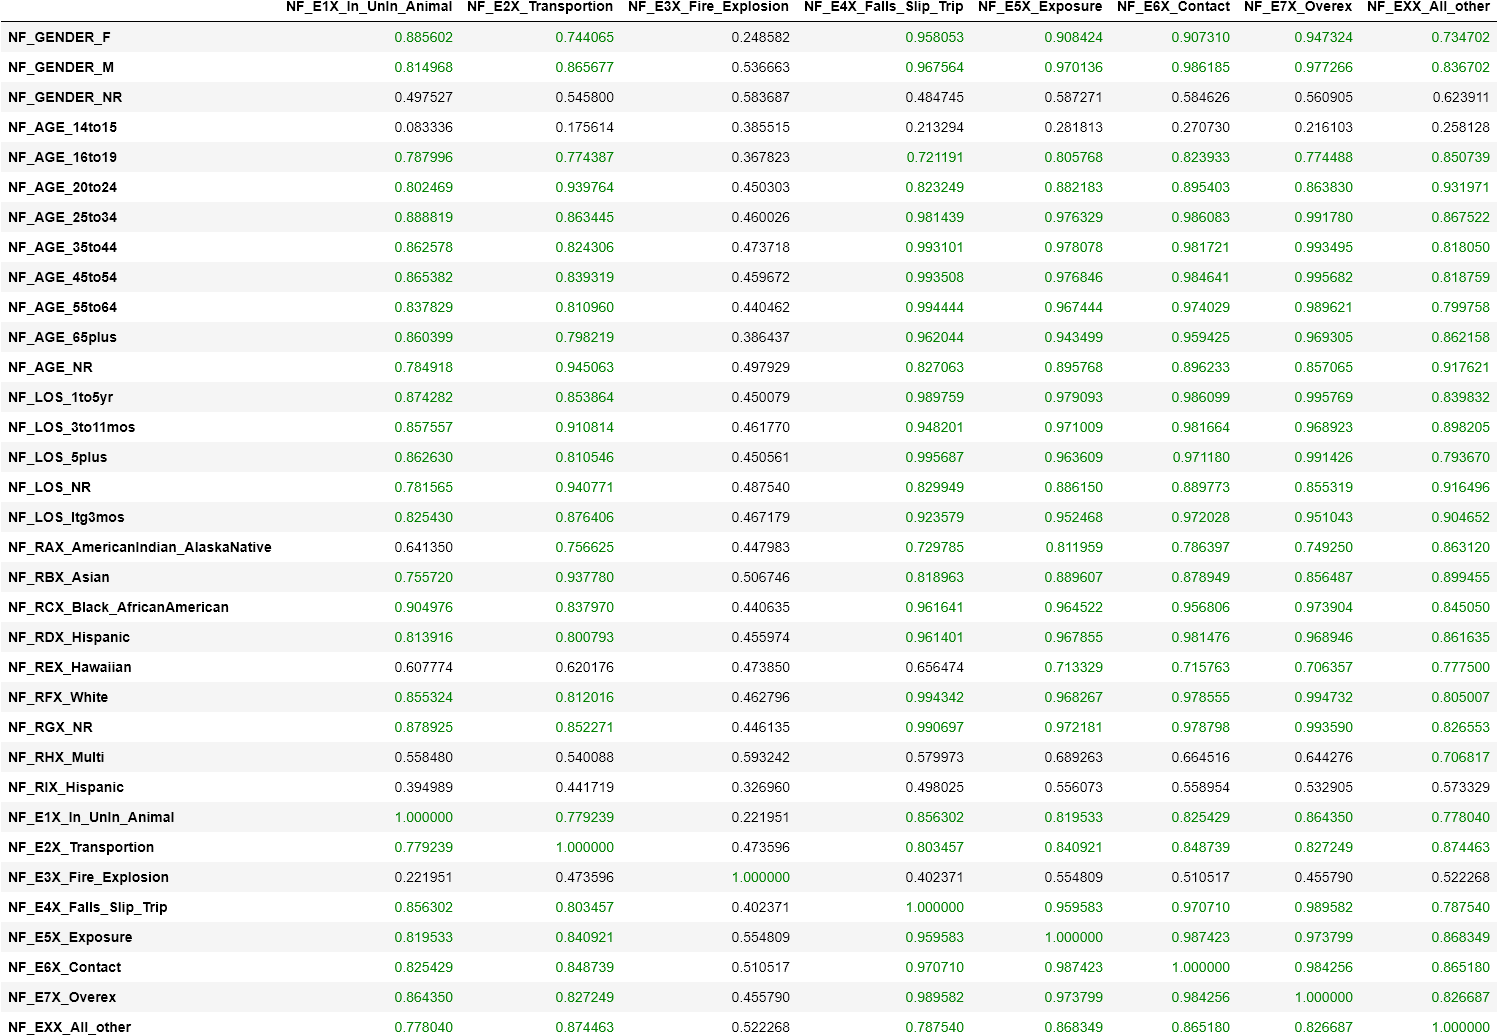 NF_E1X_In_UnIn_Animal NF_E2X_Transportion NF_E3X_Fire_Explosion NF_E4X_Falls_Slip_Trip NF_E5X_Exposure NF_E6X_Contact NF_E7X_Overex NF_EXX_All_other
NF_GENDER_F 0.885602 0.744065 0.248582 0.958053 0.908424 0.907310 0.947324 0.734702
NF_GENDER_M 0.814968 0.865677 0.536663 0.967564 0.970136 0.986185 0.977266 0.836702
NF_GENDER_NR 0.497527 0.545800 0.583687 0.484745 0.587271 0.584626 0.560905 0.623911
NF_AGE_14to15 0.083336 0.175614 0.385515 0.213294 0.281813 0.270730 0.216103 0.258128
NF_AGE_16to19 0.787996 0.774387 0.367823 0.721191 0.805768 0.823933 0.774488 0.850739
NF_AGE_20to24 0.802469 0.939764 0.450303 0.823249 0.882183 0.895403 0.863830 0.931971
NF_AGE_25to34 0.888819 0.863445 0.460026 0.981439 0.976329 0.986083 0.991780 0.867522
NF_AGE_35to44 0.862578 0.824306 0.473718 0.993101 0.978078 0.981721 0.993495 0.818050
NF_AGE_45to54 0.865382 0.839319 0.459672 0.993508 0.976846 0.984641 0.995682 0.818759
NF_AGE_55to64 0.837829 0.810960 0.440462 0.994444 0.967444 0.974029 0.989621 0.799758
NF_AGE_65plus 0.860399 0.798219 0.386437 0.962044 0.943499 0.959425 0.969305 0.862158
NF_AGE_NR 0.784918 0.945063 0.497929 0.827063 0.895768 0.896233 0.857065 0.917621
NF_LOS_1to5yr 0.874282 0.853864 0.450079 0.989759 0.979093 0.986099 0.995769 0.839832
NF_LOS_3to11mos 0.857557 0.910814 0.461770 0.948201 0.971009 0.981664 0.968923 0.898205
NF_LOS_5plus 0.862630 0.810546 0.450561 0.995687 0.963609 0.971180 0.991426 0.793670
NF_LOS_NR 0.781565 0.940771 0.487540 0.829949 0.886150 0.889773 0.855319 0.916496
NF_LOS_ltg3mos 0.825430 0.876406 0.467179 0.923579 0.952468 0.972028 0.951043 0.904652
NF_RAX_AmericanIndian_AlaskaNative 0.641350 0.756625 0.447983 0.729785 0.811959 0.786397 0.749250 0.863120
NF_RBX_Asian 0.755720 0.937780 0.506746 0.818963 0.889607 0.878949 0.856487 0.899455
NF_RCX_Black_AfricanAmerican 0.904976 0.837970 0.440635 0.961641 0.964522 0.956806 0.973904 0.845050
NF_RDX_Hispanic 0.813916 0.800793 0.455974 0.961401 0.967855 0.981476 0.968946 0.861635
NF_REX_Hawaiian 0.607774 0.620176 0.473850 0.656474 0.713329 0.715763 0.706357 0.777500
NF_RFX_White 0.855324 0.812016 0.462796 0.994342 0.968267 0.978555 0.994732 0.805007
NF_RGX_NR 0.878925 0.852271 0.446135 0.990697 0.972181 0.978798 0.993590 0.826553
NF_RHX_Multi 0.558480 0.540088 0.593242 0.579973 0.689263 0.664516 0.644276 0.706817
NF_RIX_Hispanic 0.394989 0.441719 0.326960 0.498025 0.556073 0.558954 0.532905 0.573329
NF_E1X_In_UnIn_Animal 1.000000 0.779239 0.221951 0.856302 0.819533 0.825429 0.864350 0.778040
NF_E2X_Transportion 0.779239 1.000000 0.473596 0.803457 0.840921 0.848739 0.827249 0.874463
NF_E3X_Fire_Explosion 0.221951 0.473596 1.000000 0.402371 0.554809 0.510517 0.455790 0.522268
NF_E4X_Falls_Slip_Trip 0.856302 0.803457 0.402371 1.000000 0.959583 0.970710 0.989582 0.787540
NF_E5X_Exposure 0.819533 0.840921 0.554809 0.959583 1.000000 0.987423 0.973799 0.868349
NF_E6X_Contact 0.825429 0.848739 0.510517 0.970710 0.987423 1.000000 0.984256 0.865180
NF_E7X_Overex 0.864350 0.827249 0.455790 0.989582 0.973799 0.984256 1.000000 0.826687
NF_EXX_All_other 0.778040 0.874463 0.522268 0.787540 0.868349 0.865180 0.826687 1.000000